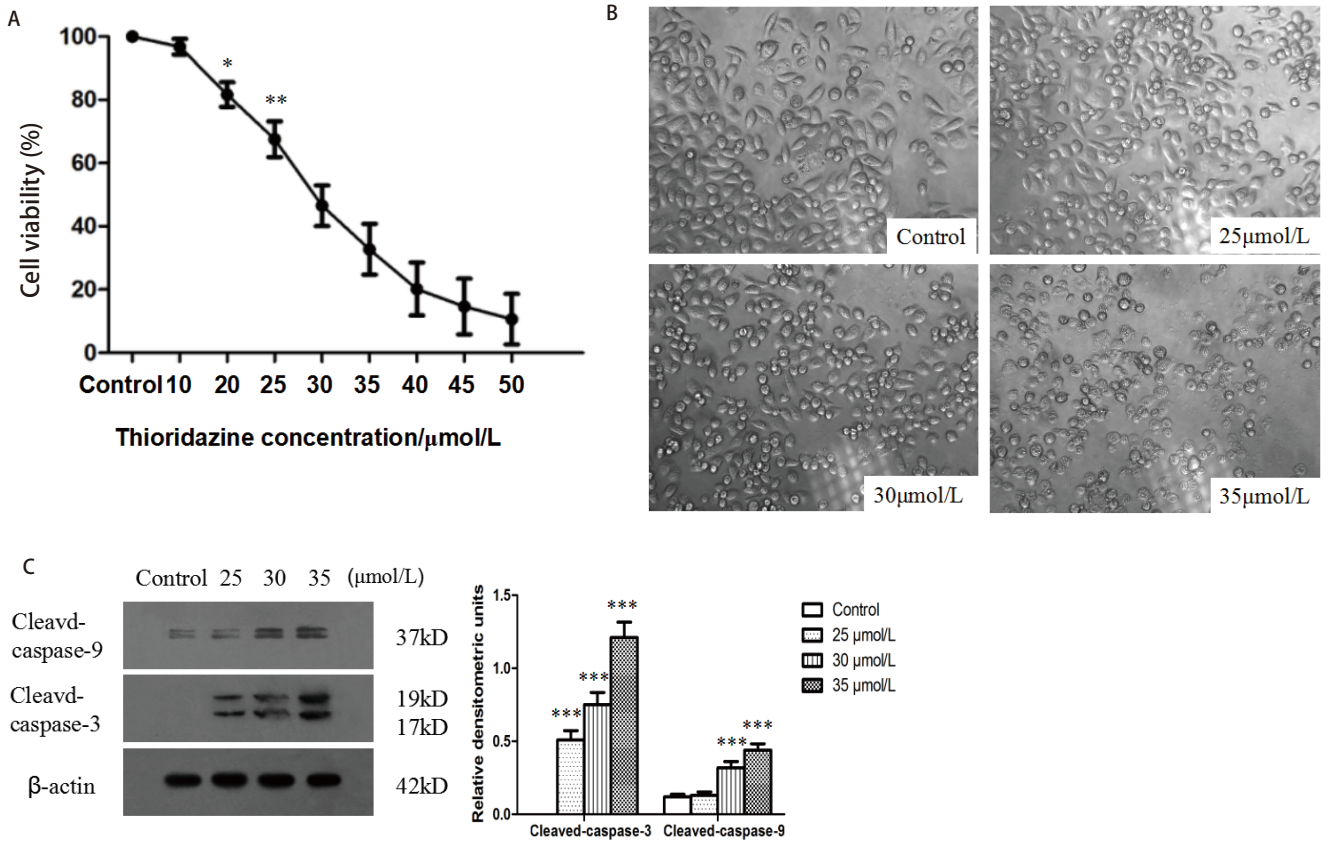 A
100
80
60
40
20
0
Cell viability (%)
*
**
Control 10 20 25 30 35 40 45 50
Thioridazine concentration/μmol/L
B
Control
25μmol/L
30μmol/L
35μmol/L
C
Control 25 30 35 (μmol/L)
Cleavd-
caspase-9
37kD
Cleavd-
caspase-3
19kD
17kD
β-actin
42kD
Relative densitometric units
1.5
1.0
0.5
0.0
***
***
***
***
***
Cleaved-caspase-3 Cleaved-caspase-9
Control
25 μmol/L
30 μmol/L
35 μmol/L